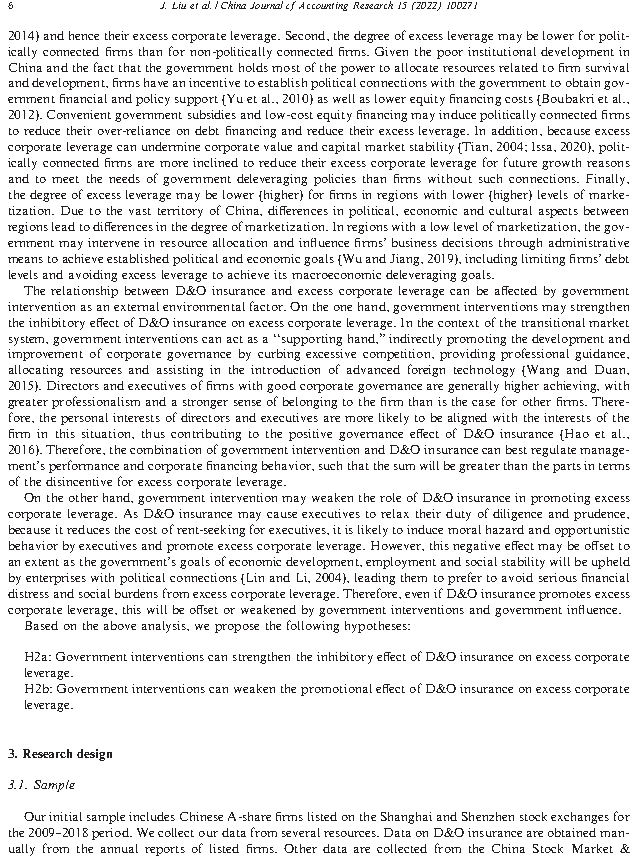 6
J. Liu et al. / China Journal of Accounting Research 15 (2022) 100271
2014) and hence their excess corporate leverage. Second, the degree of excess leverage may be lower for polit-
ically connected firms than for non-politically connected firms. Given the poor institutional development in
China and the fact that the government holds most of the power to allocate resources related to firm survival
and development, firms have an incentive to establish political connections with the government to obtain gov-
ernment financial and policy support (Yu et al., 2010) as well as lower equity financing costs (Boubakri et al.,
2012). Convenient government subsidies and low-cost equity financing may induce politically connected firms
to reduce their over-reliance on debt financing and reduce their excess leverage. In addition, because excess
corporate leverage can undermine corporate value and capital market stability (Tian, 2004; Issa, 2020), polit-
ically connected firms are more inclined to reduce their excess corporate leverage for future growth reasons
and to meet the needs of government deleveraging policies than firms without such connections. Finally,
the degree of excess leverage may be lower (higher) for firms in regions with lower (higher) levels of marke-
tization. Due to the vast territory of China, differences in political, economic and cultural aspects between
regions lead to differences in the degree of marketization. In regions with a low level of marketization, the gov-
ernment may intervene in resource allocation and influence firms' business decisions through administrative
means to achieve established political and economic goals (Wu and Jiang, 2019), including limiting firms' debt
levels and avoiding excess leverage to achieve its macroeconomic deleveraging goals.
The relationship between D&O insurance and excess corporate leverage can be affected by government
intervention as an external environmental factor. On the one hand, government interventions may strengthen
the inhibitory effect of D&O insurance on excess corporate leverage. In the context of the transitional market
system, government interventions can act as a "supporting hand," indirectly promoting the development and
improvement of corporate governance by curbing excessive competition, providing professional guidance,
allocating resources and assisting in the introduction of advanced foreign technology (Wang and Duan,
2015). Directors and executives of firms with good corporate governance are generally higher achieving, with
greater professionalism and a stronger sense of belonging to the firm than is the case for other firms. There-
fore, the personal interests of directors and executives are more likely to be aligned with the interests of the
firm in this situation, thus contributing to the positive governance effect of D&O insurance (Hao et al.,
2016). Therefore, the combination of government intervention and D&O insurance can best regulate manage-
ment's performance and corporate financing behavior, such that the sum will be greater than the parts in terms
of the disincentive for excess corporate leverage.
On the other hand, government intervention may weaken the role of D&O insurance in promoting excess
corporate leverage. As D&O insurance may cause executives to relax their duty of diligence and prudence,
because it reduces the cost of rent-seeking for executives, it is likely to induce moral hazard and opportunistic
behavior by executives and promote excess corporate leverage. However, this negative effect may be offset to
an extent as the government's goals of economic development, employment and social stability will be upheld
by enterprises with political connections (Lin and Li, 2004), leading them to prefer to avoid serious financial
distress and social burdens from excess corporate leverage. Therefore, even if D&O insurance promotes excess
corporate leverage, this will be offset or weakened by government interventions and government influence.
Based on the above analysis, we propose the following hypotheses:
H2a: Government interventions can strengthen the inhibitory effect of D&O insurance on excess corporate
leverage.
H2b: Government interventions can weaken the promotional effect of D&O insurance on excess corporate
leverage.
3. Research design
3.1. Sample
Our initial sample includes Chinese A-share firms listed on the Shanghai and Shenzhen stock exchanges for
the 2009–2018 period. We collect our data from several resources. Data on D&O insurance are obtained man-
ually from the annual reports of listed firms. Other data are collected from the China Stock Market &